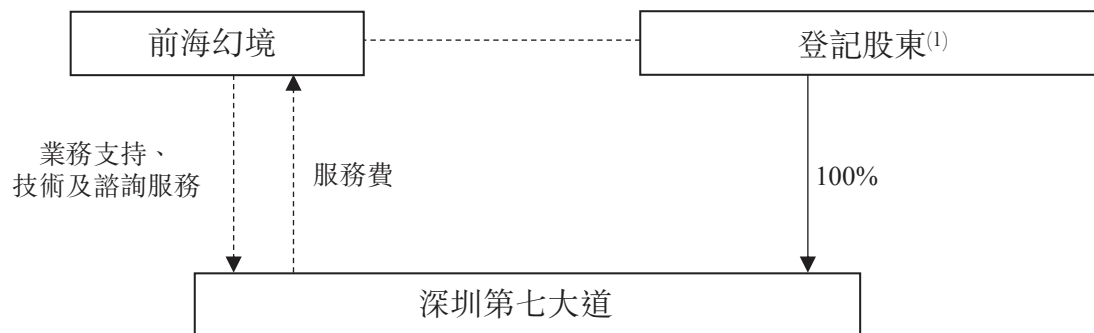 前海幻境
登記股東(1)
業務支持、
技術及諮詢服務
服務費
100%
深圳第七大道